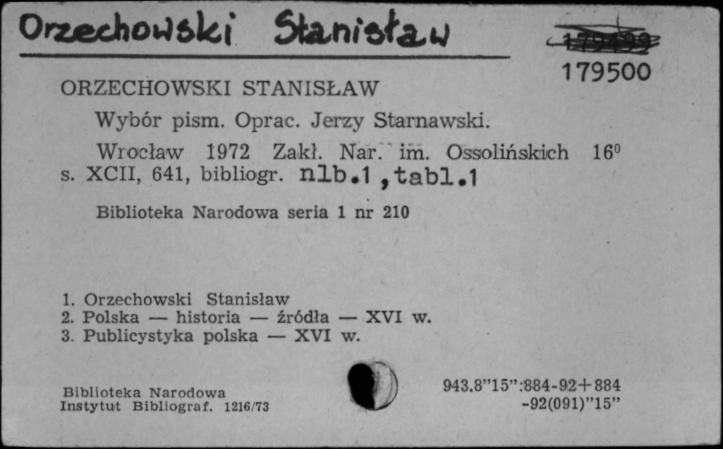 Orzechowski Stanisław
179500
ORZECHOWSKI STANISŁAW
Wybór pism. Oprac. Jerzy Starnawski.
Wrocław 1972 Zakł. Nar. im. Ossolińskich 16⁰
s. XCII, 641, bibliogr. nlb.1, tabl.1
Biblioteka Narodowa seria 1 nr 210
1. Orzechowski Stanisław
2. Polska — historia — źródła — XVI w.
3. Publicystyka polska — XVI w.
Biblioteka Narodowa
Instytut Bibliograf. 1216/73
943.8”15”:884-92+884
-92(091)”15”